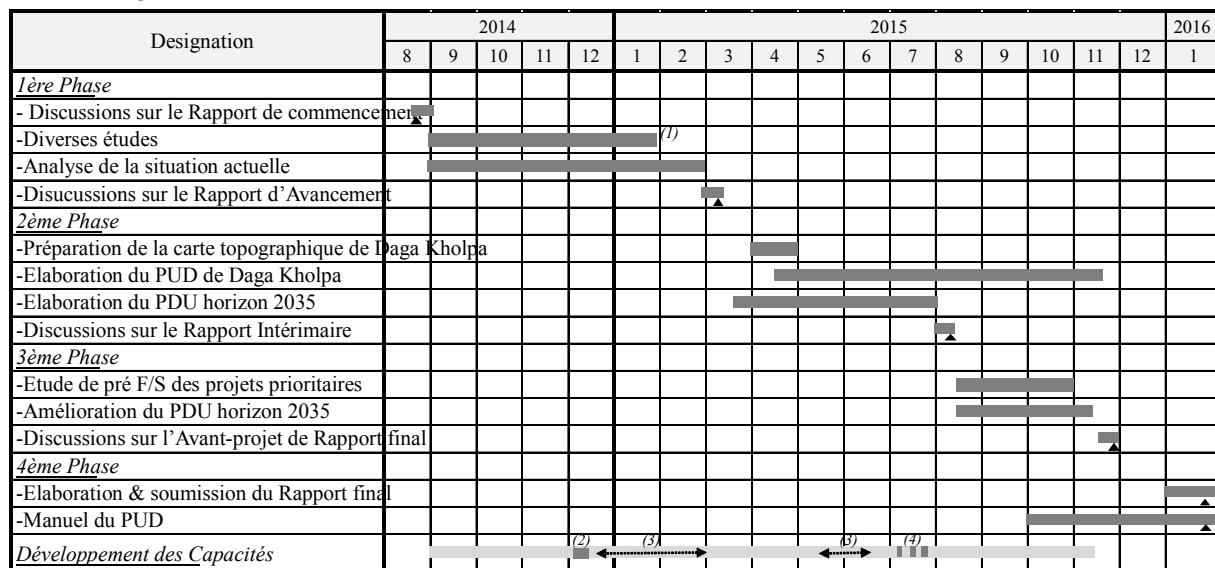 Designation 2014 2015 2016
8 9 10 11 12 1 2 3 4 5 6 7 8 9 10 11 12 1
1ère Phase
- Discussions sur le Rapport de commencement
-Diverses études (1)
-Analyse de la situation actuelle
-Disucussions sur le Rapport d’Avancement
2ème Phase
-Préparation de la carte topographique de Daga Kholpa
-Elaboration du PUD de Daga Kholpa
-Elaboration du PDU horizon 2035
-Discussions sur le Rapport Intérimaire
3ème Phase
-Etude de pré F/S des projets prioritaires
-Amélioration du PDU horizon 2035
-Discussions sur l’Avant-projet de Rapport final
4ème Phase
-Elaboration & soumission du Rapport final
-Manuel du PUD
Développement des Capacités (2) (3) (3) (4)